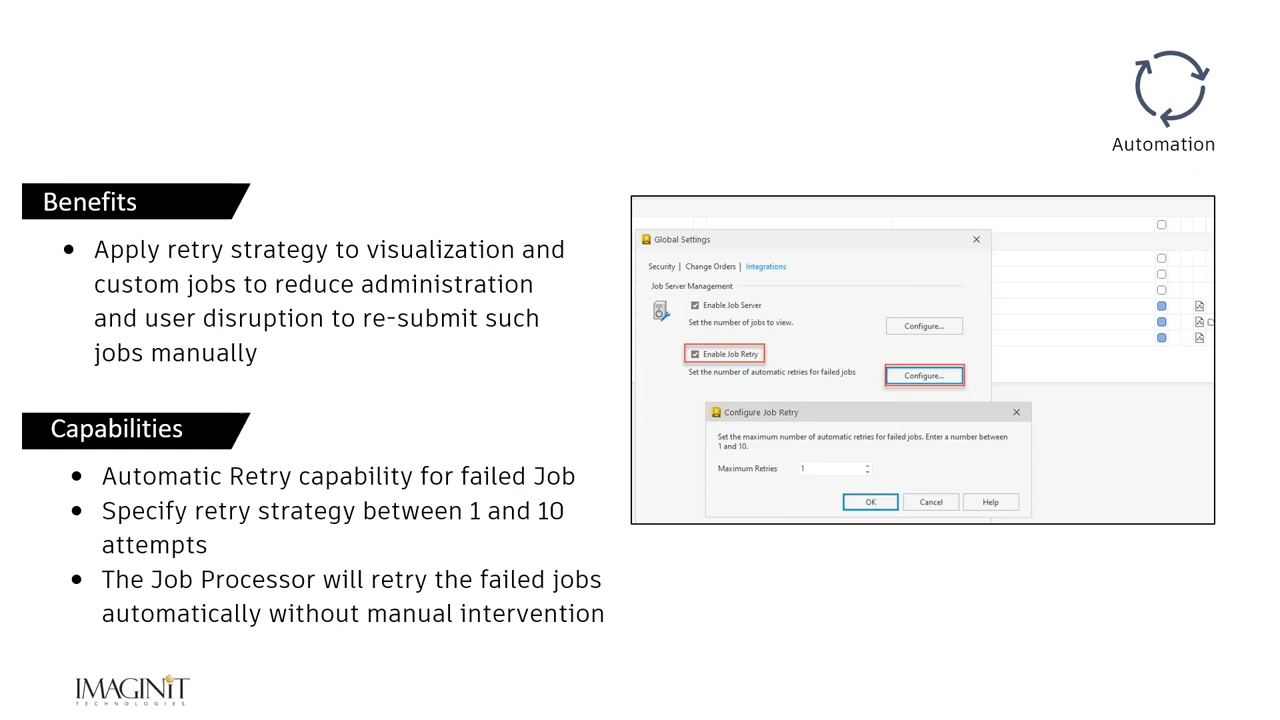 Automation
Benefits
Apply retry strategy to visualization and
custom jobs to reduce administration
and user disruption to re-submit such
jobs manually
Capabilities
Automatic Retry capability for failed Job
Specify retry strategy between 1 and 10
attempts
The Job Processor will retry the failed jobs
automatically without manual intervention
Global Settings
Security | Change Orders | Integrations
Job Server Management
Enable Job Server
Set the number of jobs to view.
Configure...
Enable Job Retry
Set the number of automatic retries for failed jobs
Configure...
Configure Job Retry
Set the maximum number of automatic retries for failed jobs. Enter a number between
1 and 10.
Maximum Retries 1
OK Cancel Help
IMAGINiT
TECHNOLOGIES